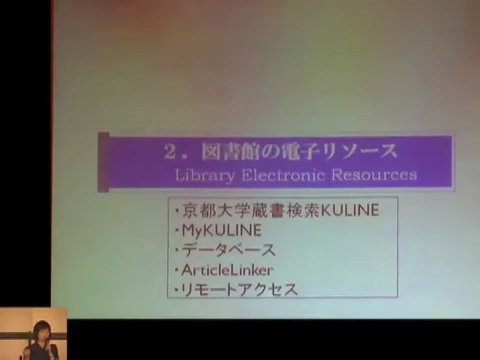 ２．図書館の電子リソース
Library Electronic Resources
・京都大学蔵書検索KULINE
・MyKULINE
・データベース
・ArticleLinker
・リモートアクセス